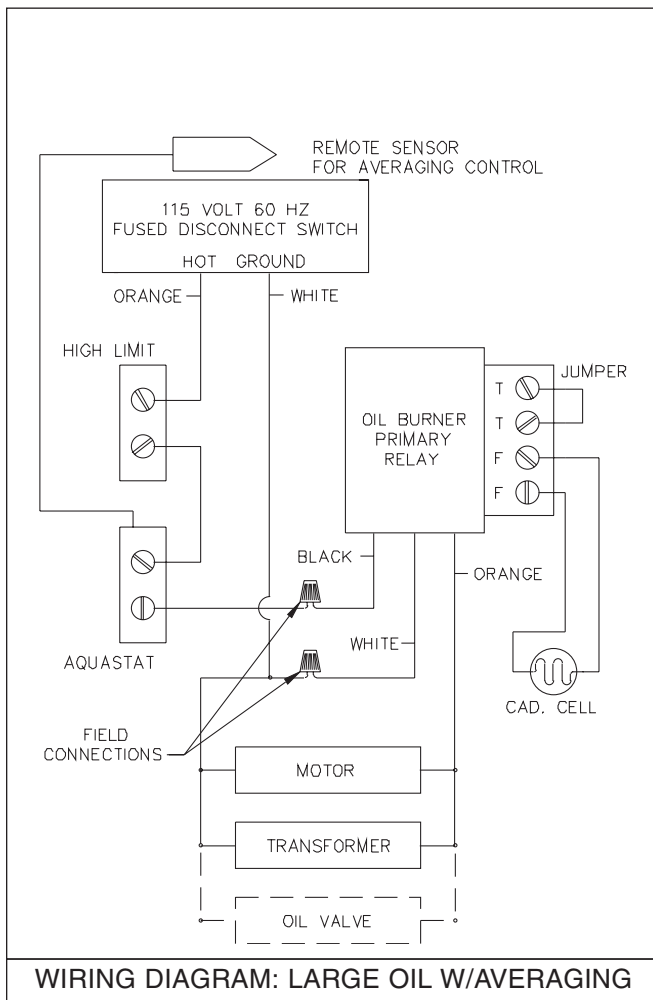 REMOTE SENSOR
FOR AVERAGING CONTROL
115 VOLT 60 HZ
FUSED DISCONNECT SWITCH
HOT GROUND
ORANGE
WHITE
HIGH LIMIT
JUMPER
T
T
F
F
OIL BURNER
PRIMARY
RELAY
BLACK
ORANGE
WHITE
AQUASTAT
CAD. CELL
FIELD
CONNECTIONS
MOTOR
TRANSFORMER
OIL VALVE
WIRING DIAGRAM: LARGE OIL W/AVERAGING